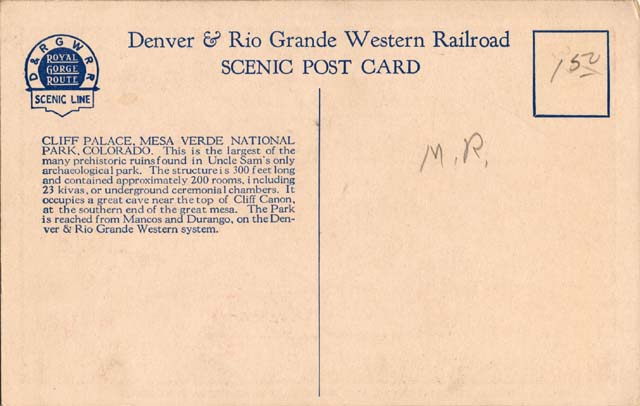 Denver & Rio Grande Western Railroad
SCENIC POST CARD
D & R G W R R
ROYAL
GORGE
ROUTE
SCENIC LINE
150
M.R.
CLIFF PALACE, MESA VERDE NATIONAL
PARK, COLORADO. This is the largest of the
many prehistoric ruins found in Uncle Sam's only
archaeological park. The structure is 300 feet long
and contained approximately 200 rooms, including
23 kivas, or underground ceremonial chambers. It
occupies a great cave near the top of Cliff Canon,
at the southern end of the great mesa. The Park
is reached from Mancos and Durango, on the Den-
ver & Rio Grande Western system.